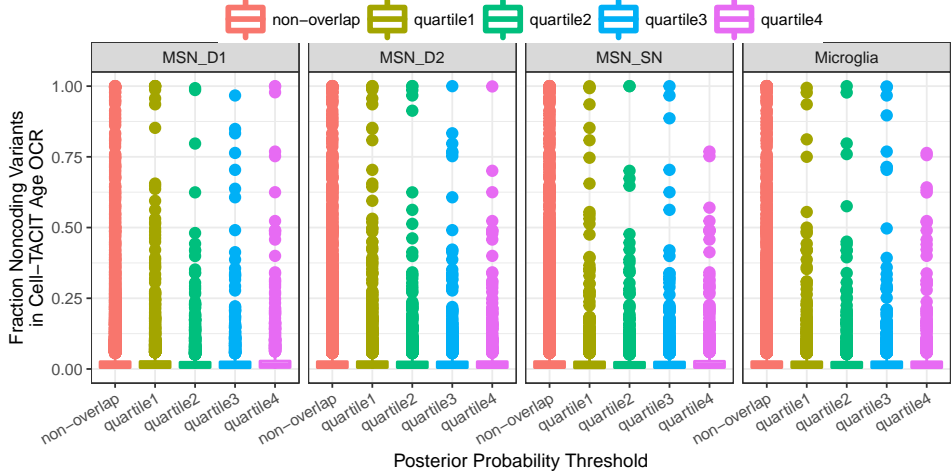 non−overlap quartile1 quartile2 quartile3 quartile4
MSN_D1 MSN_D2 MSN_SN Microglia
Fraction Noncoding Variants
in Cell−TACIT Age OCR
1.00
0.75
0.50
0.25
0.00
non−overlap quartile1 quartile2 quartile3 quartile4 non−overlap quartile1 quartile2 quartile3 quartile4 non−overlap quartile1 quartile2 quartile3 quartile4 non−overlap quartile1 quartile2 quartile3 quartile4
Posterior Probability Threshold